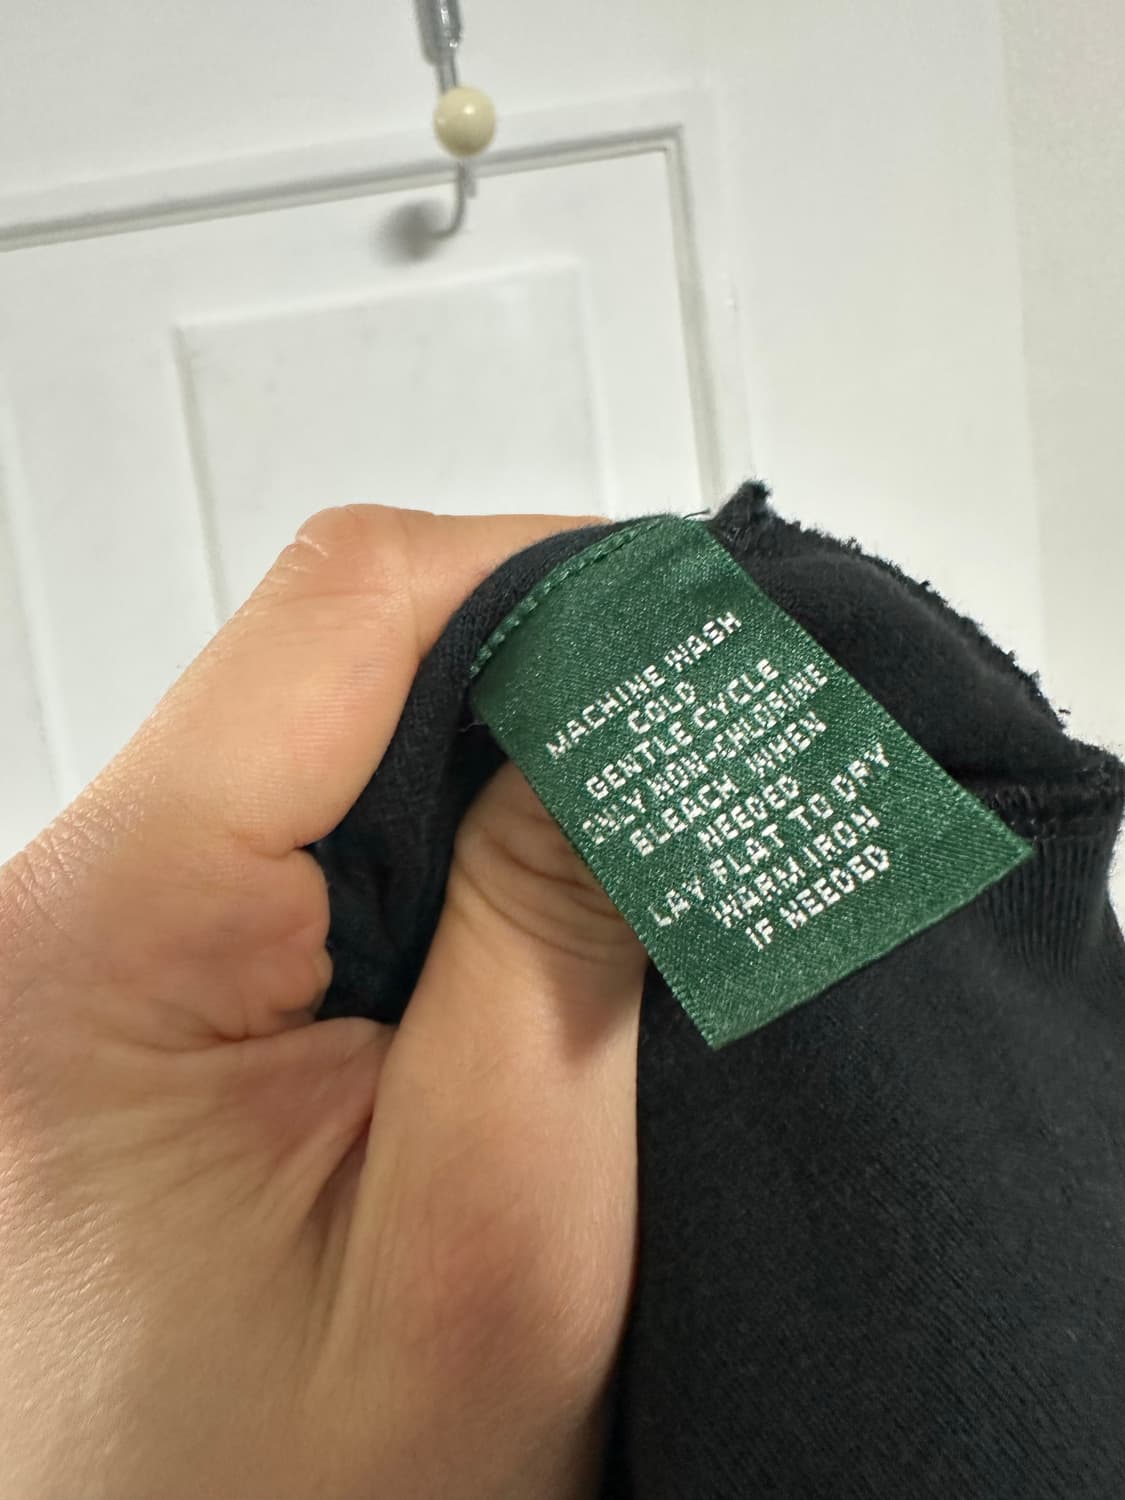 MACHINE WASH
COLD
GENTLE CYCLE
ONLY NON-CHLORINE
BLEACH WHEN
NEEDED
LAY FLAT TO DRY
WARM IRON
IF NEEDED